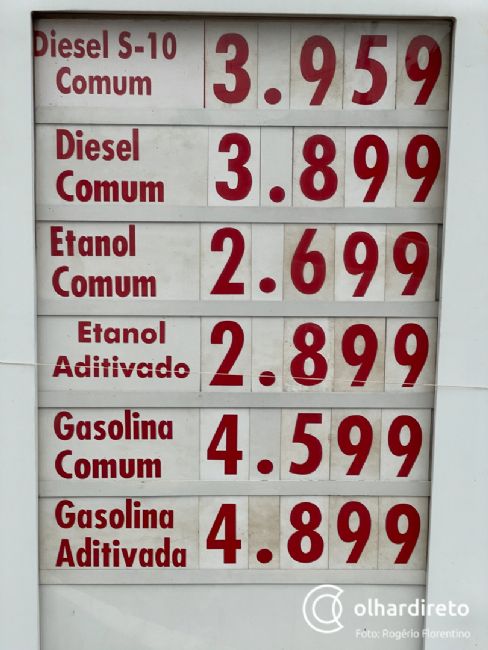 Diesel S-10 3.959
Comum
Diesel 3.899
Comum
Etanol 2.699
Comum
Etanol 2.899
Aditivado
Gasolina 4.599
Comum
Gasolina 4.899
Aditivada
olhardireto
Foto: Rogério Florentino